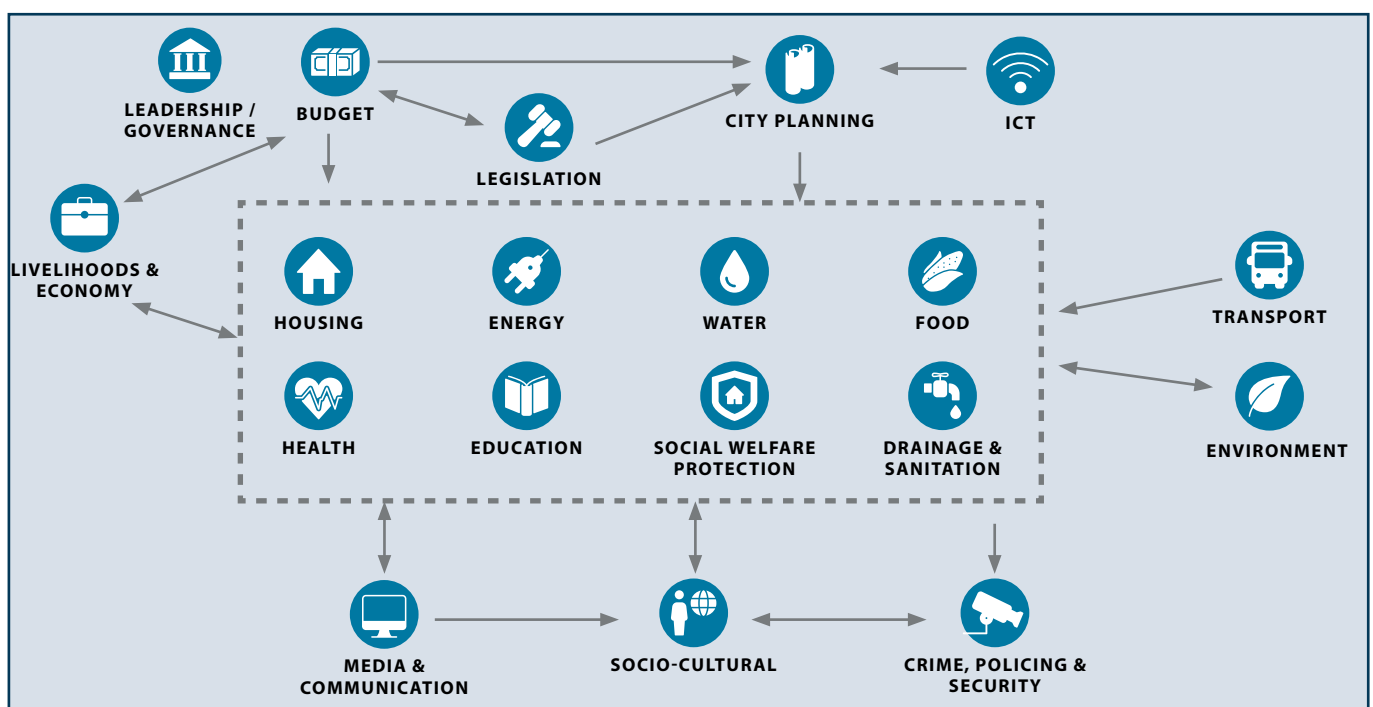 LEADERSHIP /
GOVERNANCE
BUDGET
LEGISLATION
CITY PLANNING
ICT
LIVELIHOODS &
ECONOMY
HOUSING
ENERGY
WATER
FOOD
TRANSPORT
HEALTH
EDUCATION
SOCIAL WELFARE
PROTECTION
DRAINAGE &
SANITATION
ENVIRONMENT
MEDIA &
COMMUNICATION
SOCIO-CULTURAL
CRIME, POLICING &
SECURITY